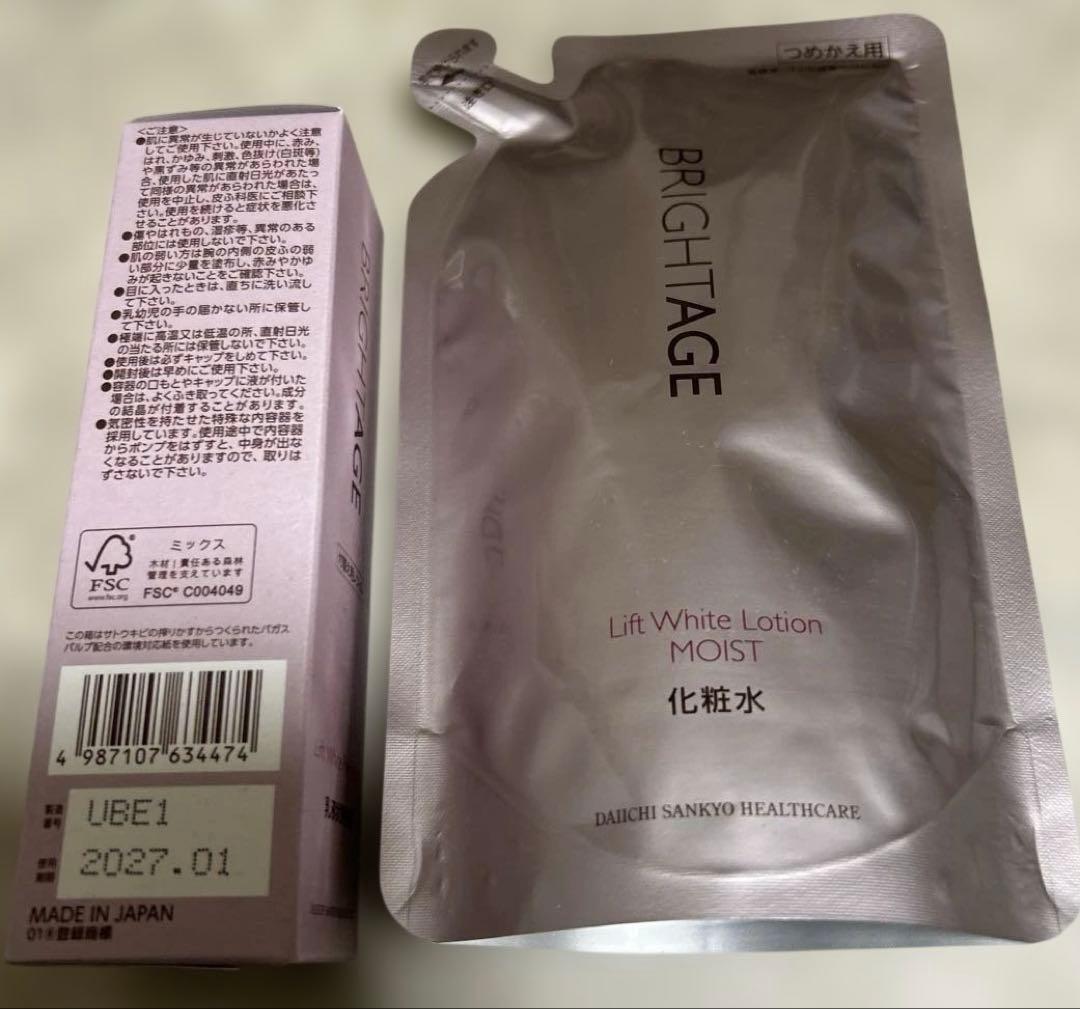 <ご注意>
●肌に異常が生じていないかよく注意
してご使用下さい。使用中に、赤み、
はれ、かゆみ、刺激、色抜け(白斑等)
や黒ずみ等の異常があらわれた場
合、使用した肌に直射日光があたっ
て同様の異常があらわれた場合は、
使用を中止し、皮ふ科医にご相談下
さい。使用を続けると症状を悪化さ
せることがあります。
●傷やはれもの、湿疹等、異常のある
部位には使用しないで下さい。
●肌の弱い方は腕の内側の皮ふの弱
い部分に少量を塗布し、赤みやかゆ
みが起きないことをご確認下さい。
●目に入ったときは、直ちに洗い流し
て下さい。
●乳幼児の手の届かない所に保管し
て下さい。
●極端に高温又は低温の所、直射日光
の当たる所には保管しないで下さい。
●使用後は必ずキャップをしめて下さい。
●開封後は早めにご使用下さい。
●容器の口もとやキャップに液が付いた
場合は、よくふき取ってください。成分
の結晶が付着することがあります。
●気密性を持たせた特殊な内容器を
採用しています。使用途中で内容器
からポンプをはずすと、中身が出な
くなることがありますので、取りは
ずさないで下さい。
FSC
www.fsc.org
ミックス
木材|責任ある森林
管理を支えています
FSC® C004049
この箱はサトウキビの搾りかすからつくられたバガス
パルプ配合の環境対応紙を使用しています。
4 987107 634474
製造
番号
UBE1
使用
期限
2027.01
MADE IN JAPAN
01®登録商標
BRIGHTAGE
つめかえ用
BRIGHTAGE
Lift White Lotion
MOIST
化粧水
DAIICHI SANKYO HEALTHCARE